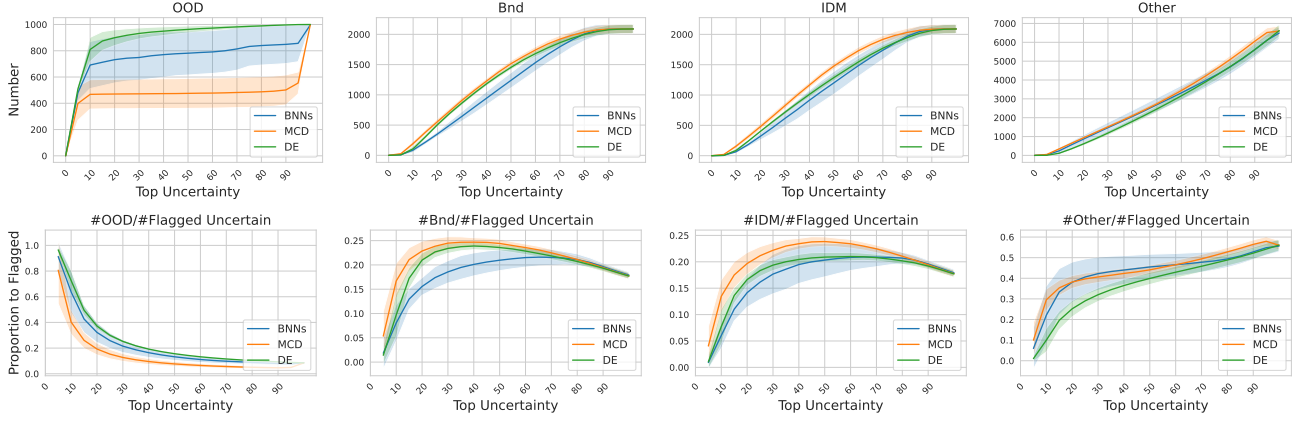 OOD
Number
1000
800
600
400
200
0
0 10 20 30 40 50 60 70 80 90
Top Uncertainty
BNNs
MCD
DE
Bnd
2000
1500
1000
500
0
0 10 20 30 40 50 60 70 80 90
Top Uncertainty
BNNs
MCD
DE
IDM
2000
1500
1000
500
0
0 10 20 30 40 50 60 70 80 90
Top Uncertainty
BNNs
MCD
DE
Other
7000
6000
5000
4000
3000
2000
1000
0
0 10 20 30 40 50 60 70 80 90
Top Uncertainty
BNNs
MCD
DE
#OOD/#Flagged Uncertain
Proportion to Flagged
1.0
0.8
0.6
0.4
0.2
0.0
0 10 20 30 40 50 60 70 80 90
Top Uncertainty
BNNs
MCD
DE
#Bnd/#Flagged Uncertain
0.25
0.20
0.15
0.10
0.05
0.00
0 10 20 30 40 50 60 70 80 90
Top Uncertainty
BNNs
MCD
DE
#IDM/#Flagged Uncertain
0.25
0.20
0.15
0.10
0.05
0.00
0 10 20 30 40 50 60 70 80 90
Top Uncertainty
BNNs
MCD
DE
#Other/#Flagged Uncertain
0.6
0.5
0.4
0.3
0.2
0.1
0.0
0 10 20 30 40 50 60 70 80 90
Top Uncertainty
BNNs
MCD
DE